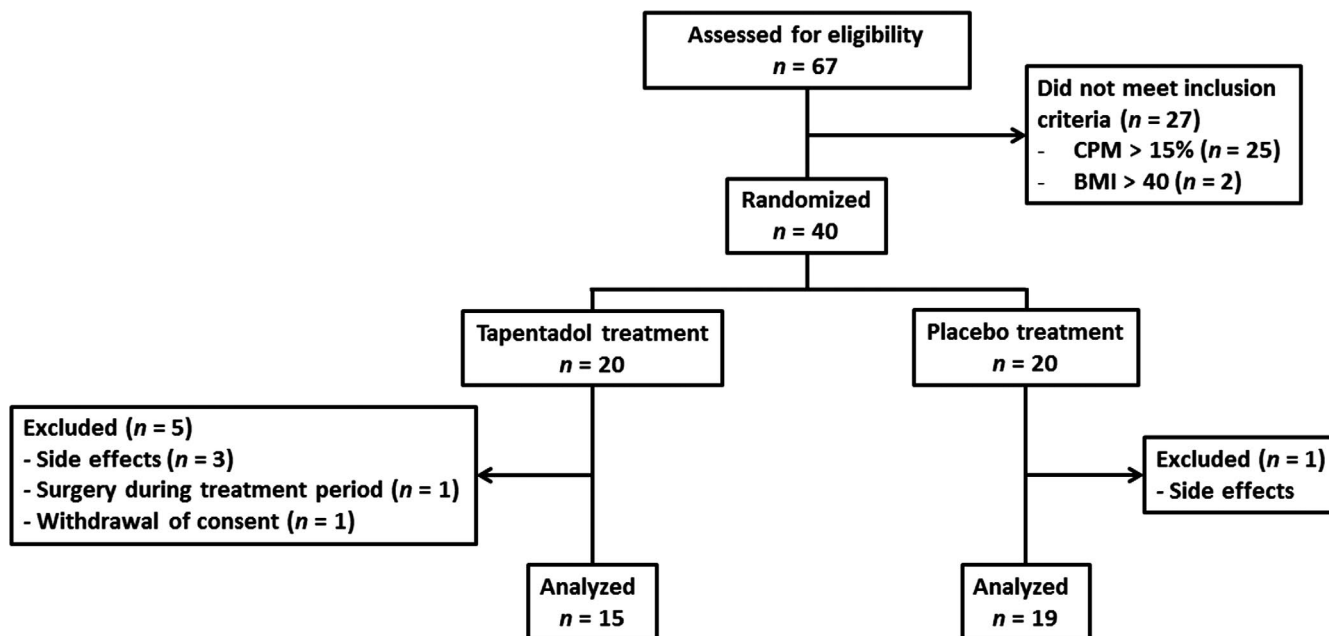 Assessed for eligibility
n = 67
Did not meet inclusion
criteria (n = 27)
- CPM > 15% (n = 25)
- BMI > 40 (n = 2)
Randomized
n = 40
Tapentadol treatment
n = 20
Placebo treatment
n = 20
Excluded (n = 5)
- Side effects (n = 3)
- Surgery during treatment period (n = 1)
- Withdrawal of consent (n = 1)
Excluded (n = 1)
- Side effects
Analyzed
n = 15
Analyzed
n = 19